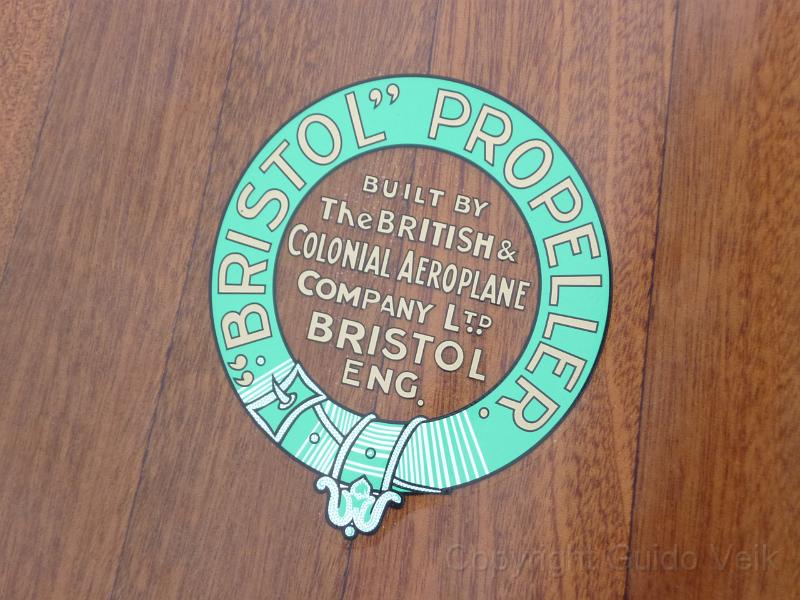 "BRISTOL" PROPELLER.
BUILT BY
The BRITISH &
COLONIAL AEROPLANE
COMPANY LTD.
BRISTOL
ENG.
Copyright Guido Veik